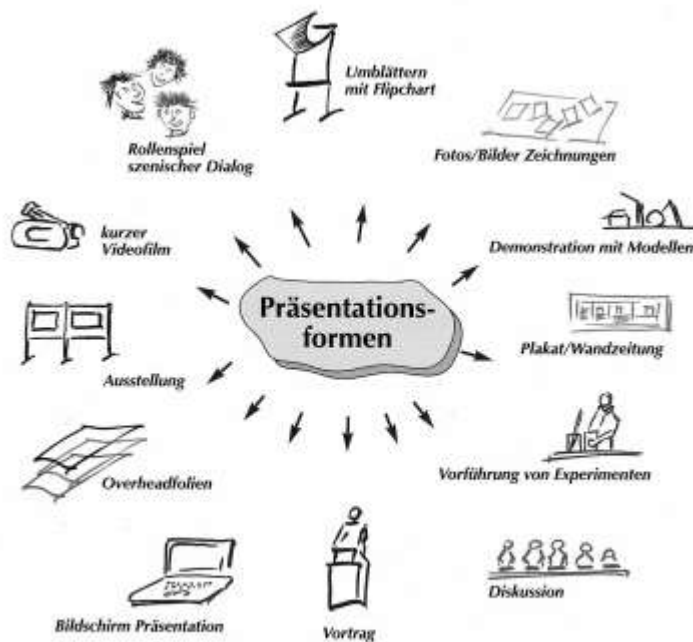 Umblättern
mit Flipchart
Rollenspiel
szenischer Dialog
Fotos/Bilder Zeichnungen
kurzer
Videofilm
Demonstration mit Modellen
Präsentations-
formen
Plakat/Wandzeitung
Ausstellung
Vorführung von Experimenten
Overheadfolien
Diskussion
Bildschirm Präsentation
Vortrag